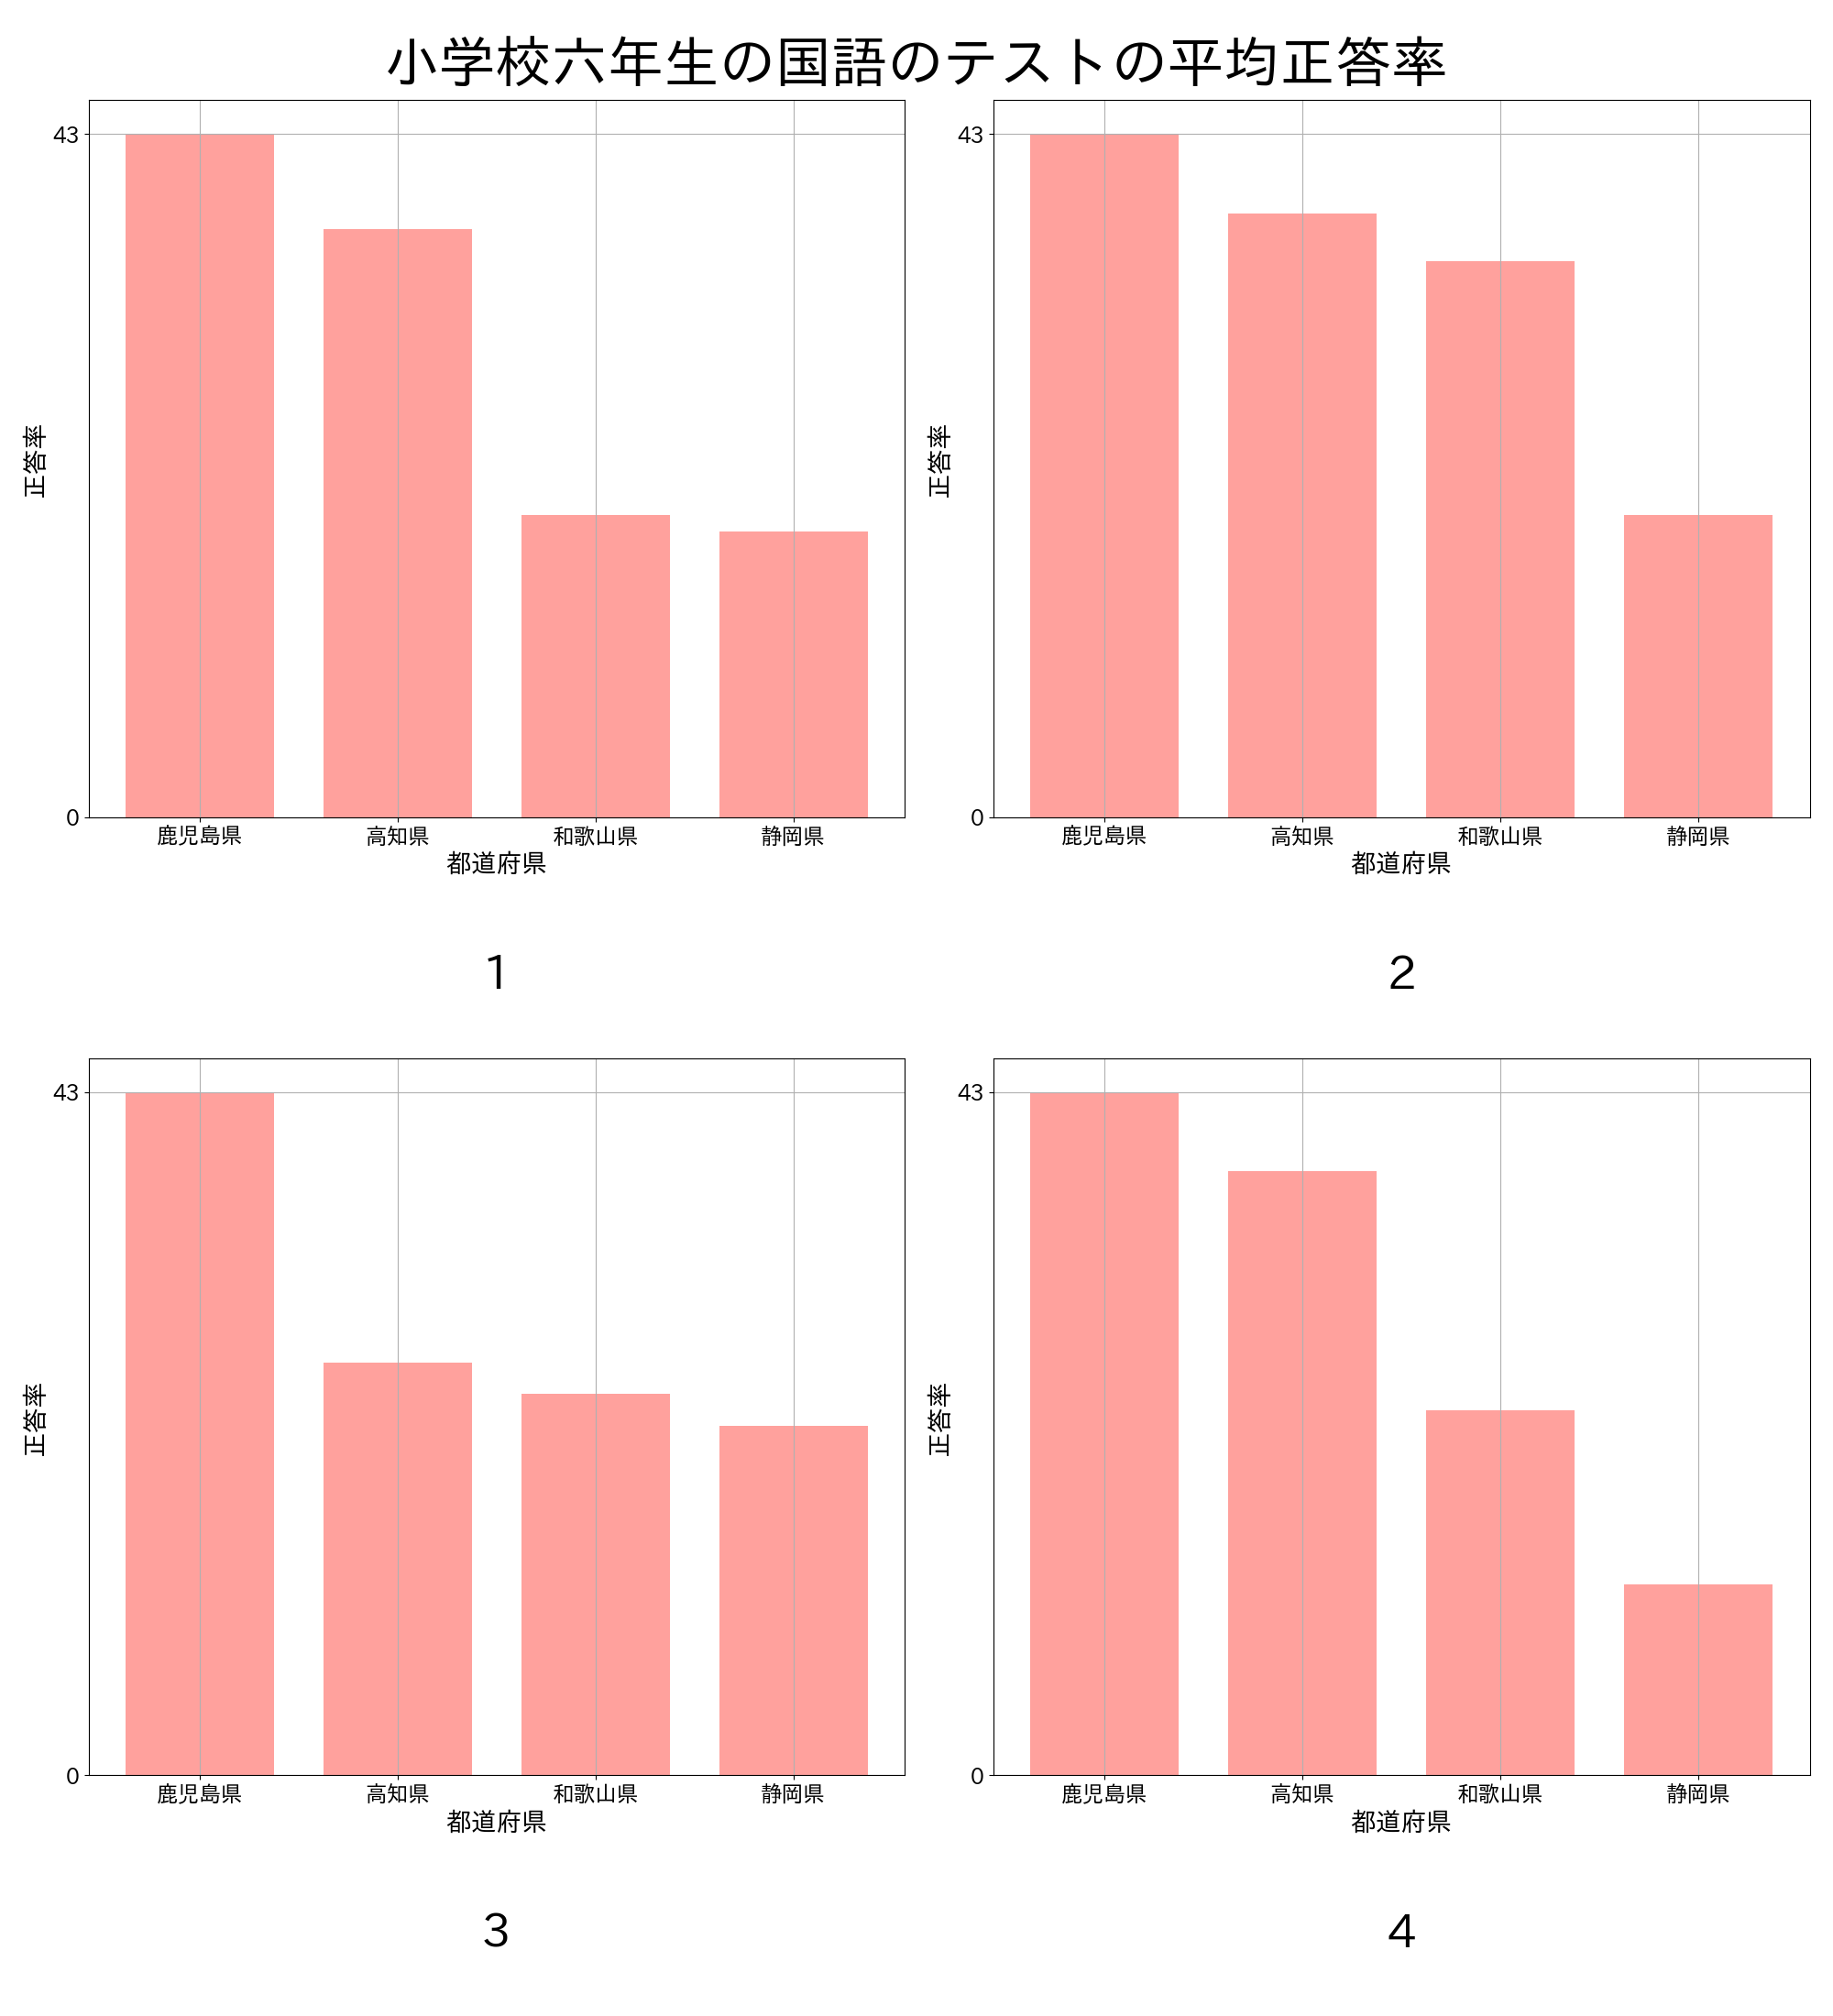 小学校六年生の国語のテストの平均正答率
43
0
正答率
鹿児島県 高知県 和歌山県 静岡県
都道府県
1
43
0
正答率
鹿児島県 高知県 和歌山県 静岡県
都道府県
2
43
0
正答率
鹿児島県 高知県 和歌山県 静岡県
都道府県
3
43
0
正答率
鹿児島県 高知県 和歌山県 静岡県
都道府県
4